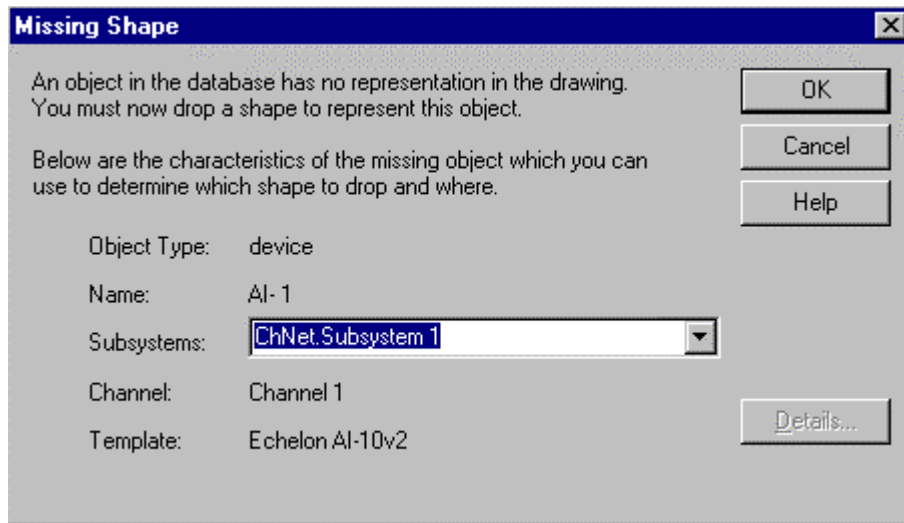 Missing Shape
An object in the database has no representation in the drawing.
You must now drop a shape to represent this object.
Below are the characteristics of the missing object which you can
use to determine which shape to drop and where.
OK
Cancel
Help
Object Type: device
Name: AI- 1
Subsystems: ChNet.Subsystem 1
Channel: Channel 1
Template: Echelon AI-10v2
Details...